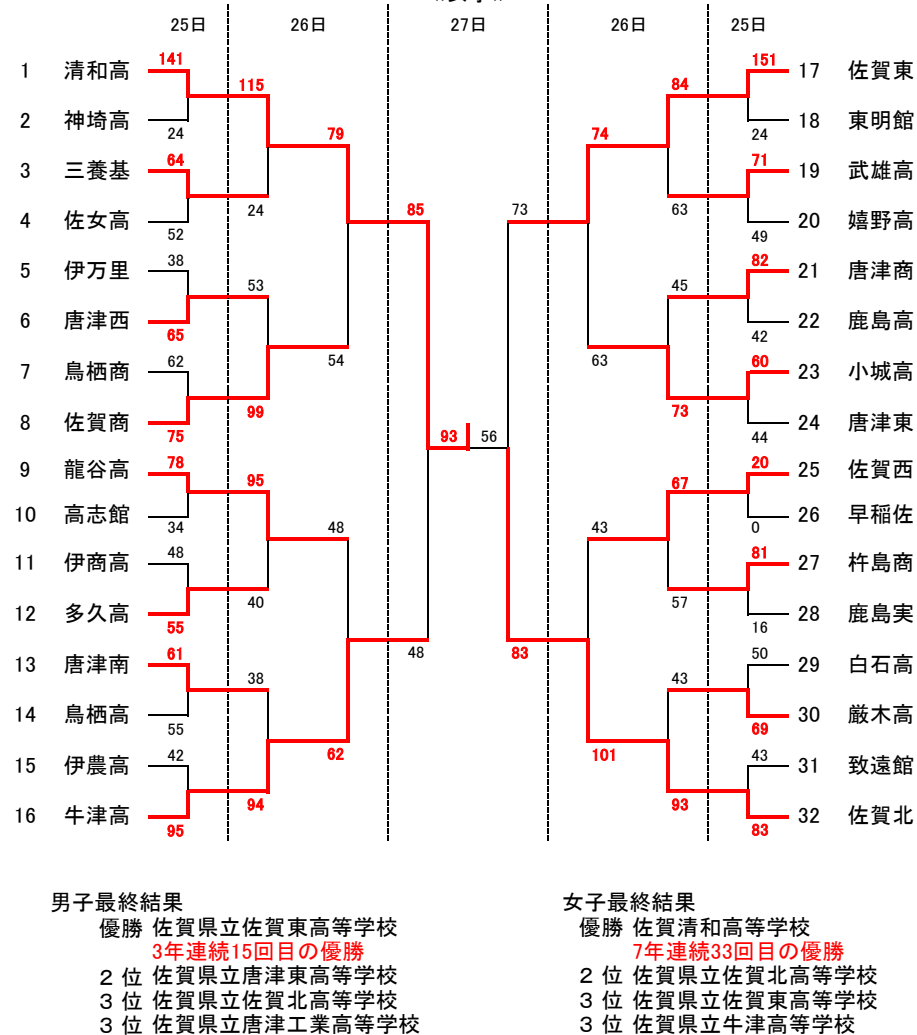 25日 26日 27日 26日 25日
141 151
1 清和高 115 84 17 佐賀東
2 神埼高 24 79 74 24 18 東明館
64 71
3 三養基 19 武雄高
24 85 73 63
4 佐女高 52 49 20 嬉野高
5 伊万里 38 53 45 82 21 唐津商
6 唐津西 65 42 22 鹿島高
7 鳥栖商 62 54 63 60 23 小城高
8 佐賀商 75 99 73 44 24 唐津東
93 56
9 龍谷高 78 95 67 20 25 佐賀西
10 高志館 34 48 43 0 26 早稲佐
11 伊商高 48 81 27 杵島商
12 多久高 55 40 57 16 28 鹿島実
13 唐津南 61 38 48 83 43 50 29 白石高
14 鳥栖高 55 69 30 厳木高
15 伊農高 42 62 101 43 31 致遠館
16 牛津高 95 94 93 83 32 佐賀北
男子最終結果
優勝 佐賀県立佐賀東高等学校
3年連続15回目の優勝
2 位 佐賀県立唐津東高等学校
3 位 佐賀県立佐賀北高等学校
3 位 佐賀県立唐津工業高等学校
女子最終結果
優勝 佐賀清和高等学校
7年連続33回目の優勝
2 位 佐賀県立佐賀北高等学校
3 位 佐賀県立佐賀東高等学校
3 位 佐賀県立牛津高等学校